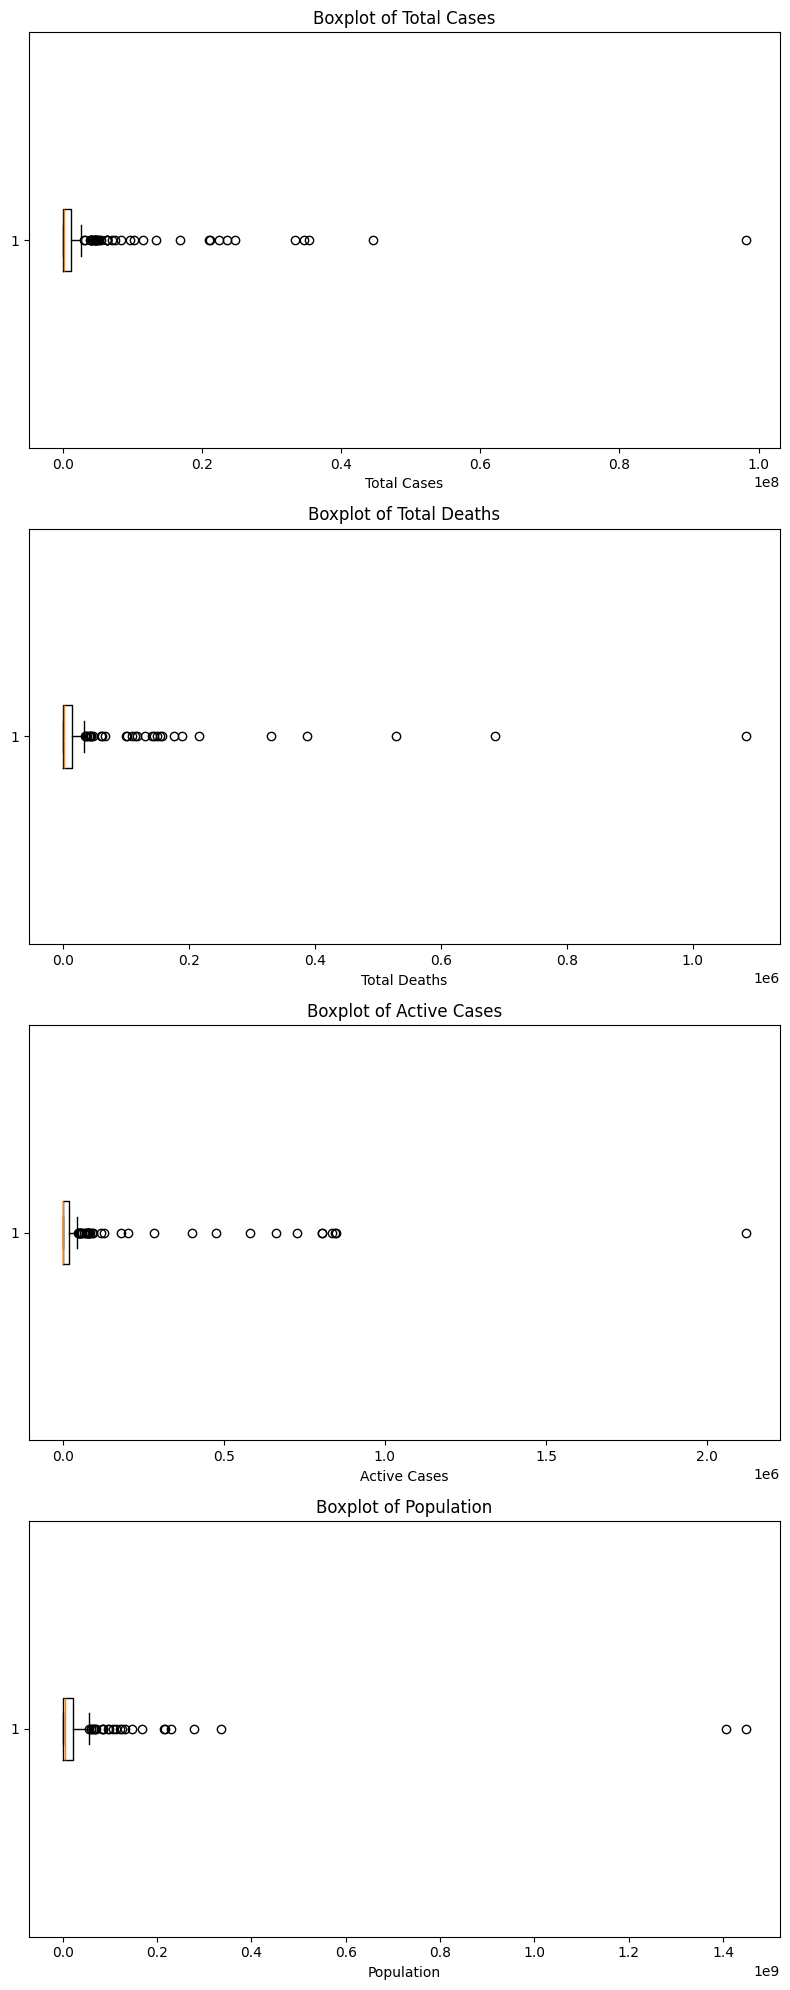 Boxplot of Total Cases
1
0.0 0.2 0.4 0.6 0.8 1.0
Total Cases 1e8
Boxplot of Total Deaths
1
0.0 0.2 0.4 0.6 0.8 1.0
Total Deaths 1e6
Boxplot of Active Cases
1
0.0 0.5 1.0 1.5 2.0
Active Cases 1e6
Boxplot of Population
1
0.0 0.2 0.4 0.6 0.8 1.0 1.2 1.4
Population 1e9